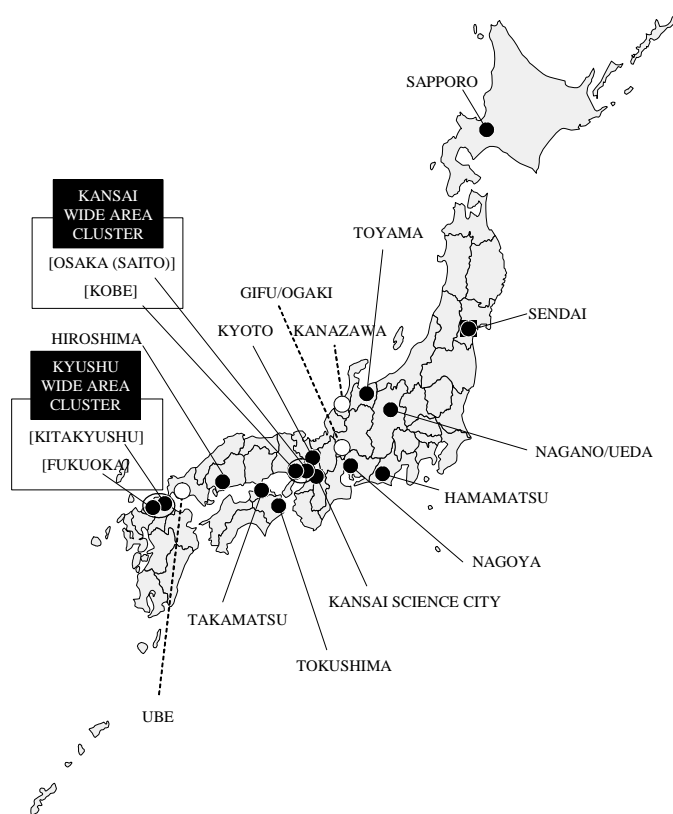 SAPPORO
KANSAI
WIDE AREA
CLUSTER
TOYAMA
[OSAKA (SAITO)]
[KOBE]
GIFU/OGAKI
SENDAI
HIROSHIMA
KYOTO
KANAZAWA
KYUSHU
WIDE AREA
CLUSTER
[KITAKYUSHU]
NAGANO/UEDA
[FUKUOKA]
HAMAMATSU
NAGOYA
KANSAI SCIENCE CITY
TAKAMATSU
TOKUSHIMA
UBE